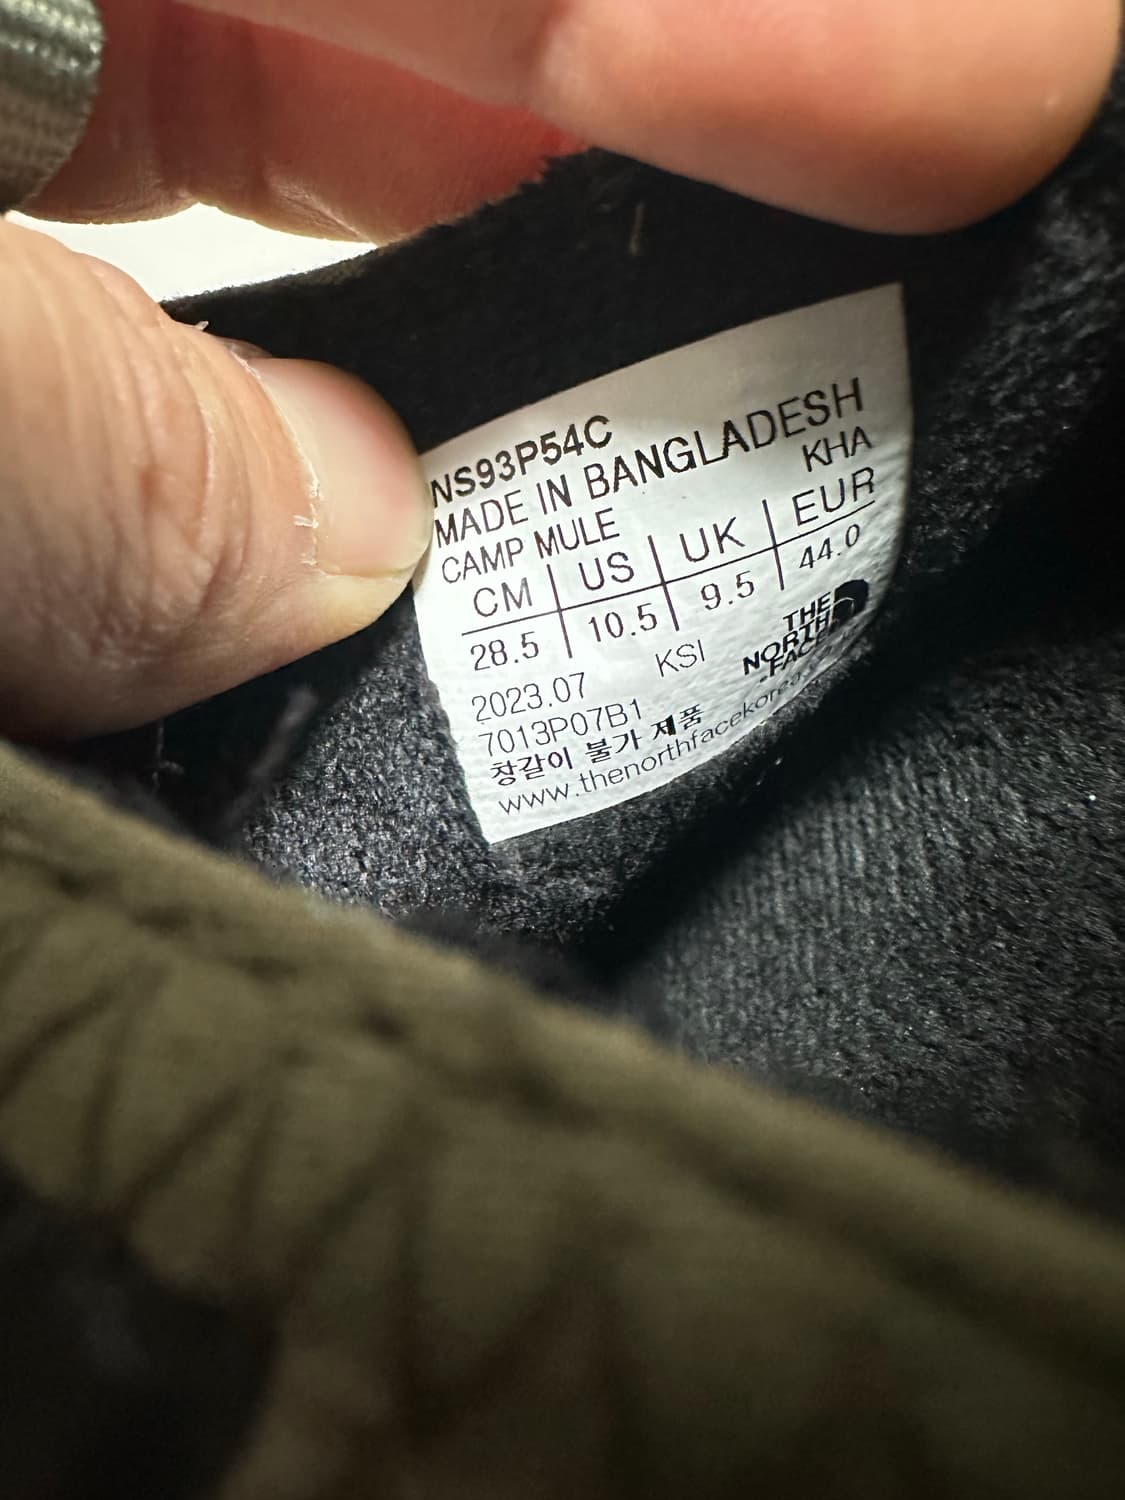 NS93P54C
MADE IN BANGLADESH
CAMP MULE KHA
CM US UK EUR
28.5 10.5 9.5 44.0
2023.07 KSI
7013P07B1
창갈이 불가 제품
THE
NORTH
FACE
www.thenorthfacekorea